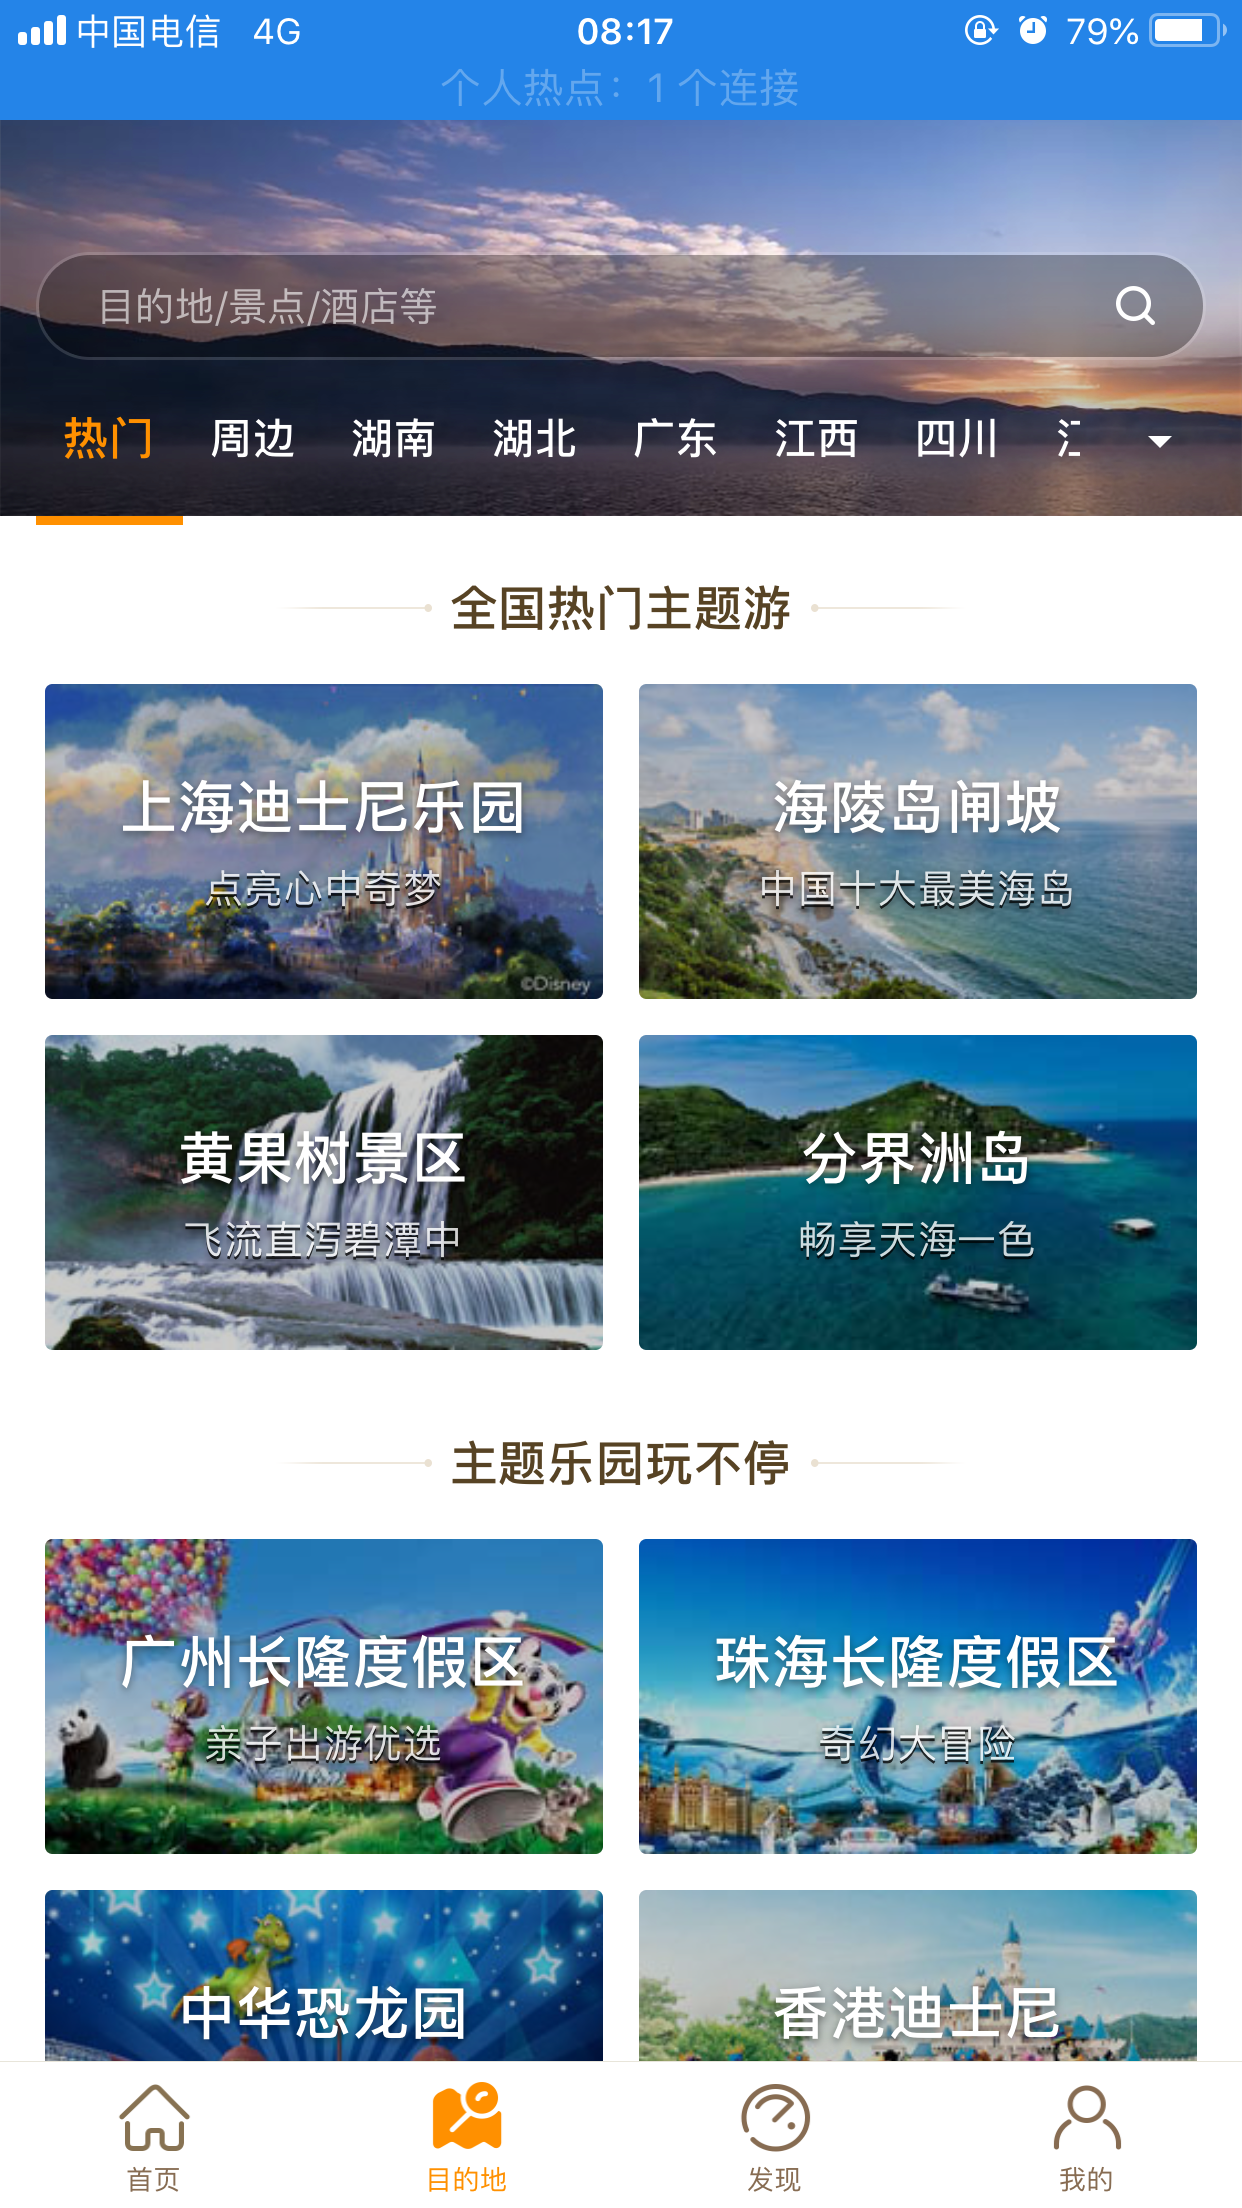 中国电信 4G 08:17 79%
个人热点：1 个连接
目的地/景点/酒店等
热门 周边 湖南 湖北 广东 江西 四川
全国热门主题游
上海迪士尼乐园
点亮心中奇梦
©Disney
海陵岛闸坡
中国十大最美海岛
黄果树景区
飞流直泻碧潭中
分界洲岛
畅享天海一色
主题乐园玩不停
广州长隆度假区
亲子出游优选
珠海长隆度假区
奇幻大冒险
中华恐龙园
香港迪士尼
首页 目的地 发现 我的